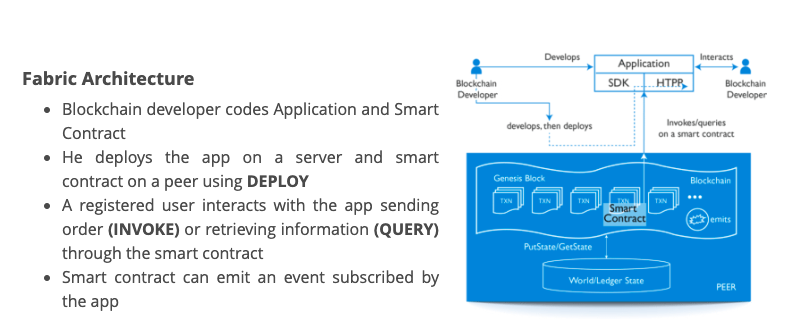 Fabric Architecture
• Blockchain developer codes Application and Smart
Contract
• He deploys the app on a server and smart
contract on a peer using DEPLOY
• A registered user interacts with the app sending
order (INVOKE) or retrieving information (QUERY)
through the smart contract
• Smart contract can emit an event subscribed by
the app
Develops
Application
Interacts
SDK
HTPP
Blockchain
Developer
Blockchain
Developer
develops, then deploys
Invokes/queries
on a smart contract
Genesis Block
Blockchain
TXN
TXN
TXN
TXN
TXN
Smart
Contract
emits
PutState/GetState
World/Ledger State
PEER